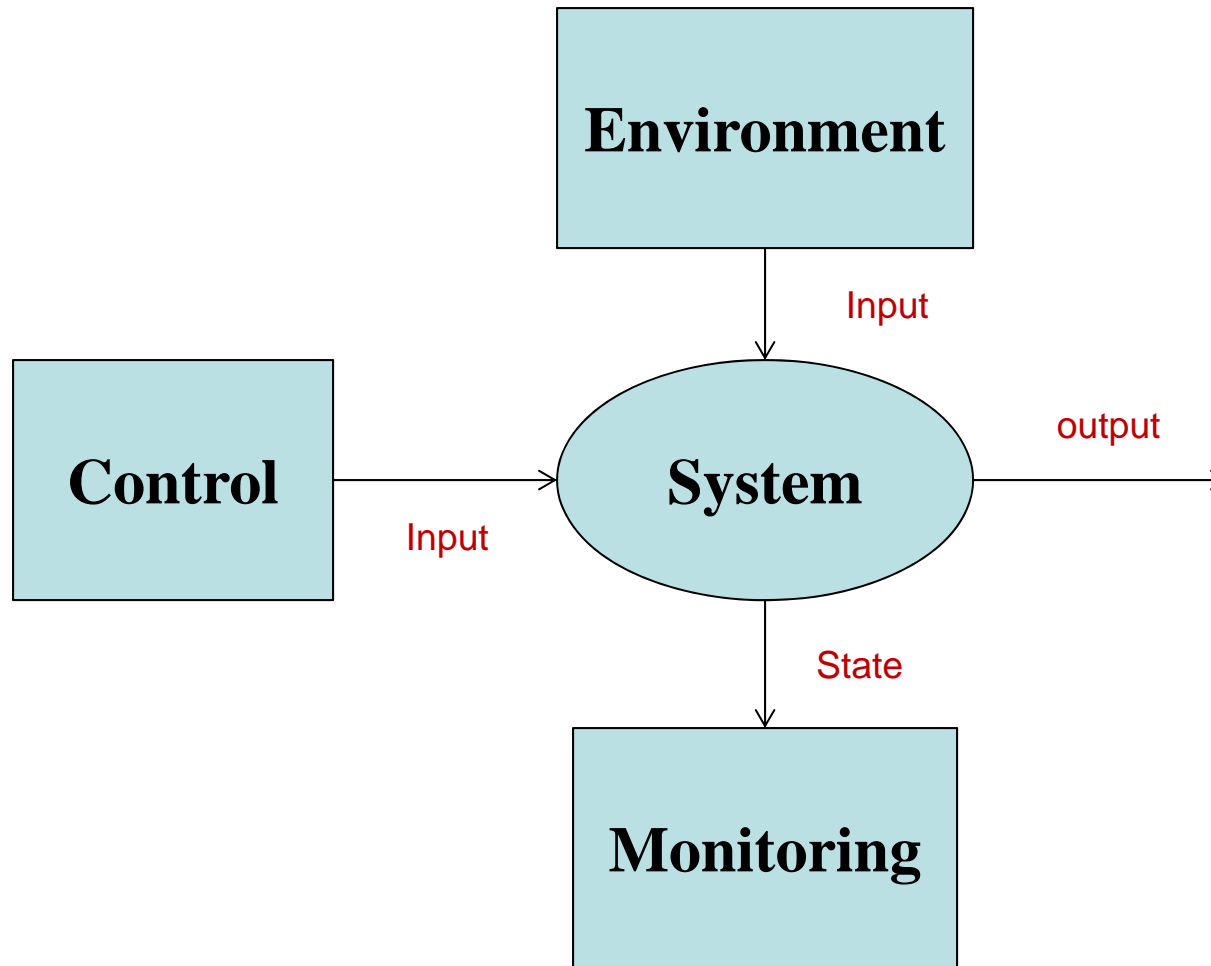 Environment
Input
output
Control
System
Input
State
Monitoring